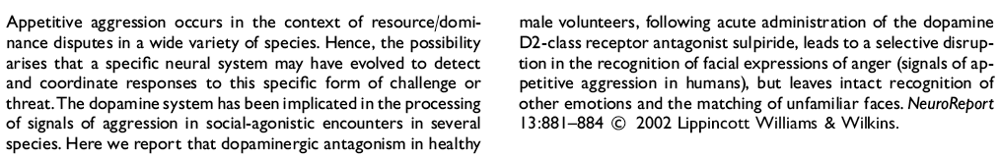 Appetitive aggression occurs in the context of resource/domi-
nance disputes in a wide variety of species. Hence, the possibility
arises that a specific neural system may have evolved to detect
and coordinate responses to this specific form of challenge or
threat. The dopamine system has been implicated in the processing
of signals of aggression in social-agonistic encounters in several
species. Here we report that dopaminergic antagonism in healthy
male volunteers, following acute administration of the dopamine
D2-class receptor antagonist sulpiride, leads to a selective disrup-
tion in the recognition of facial expressions of anger (signals of ap-
petitive aggression in humans), but leaves intact recognition of
other emotions and the matching of unfamiliar faces. NeuroReport
13:881–884 © 2002 Lippincott Williams & Wilkins.